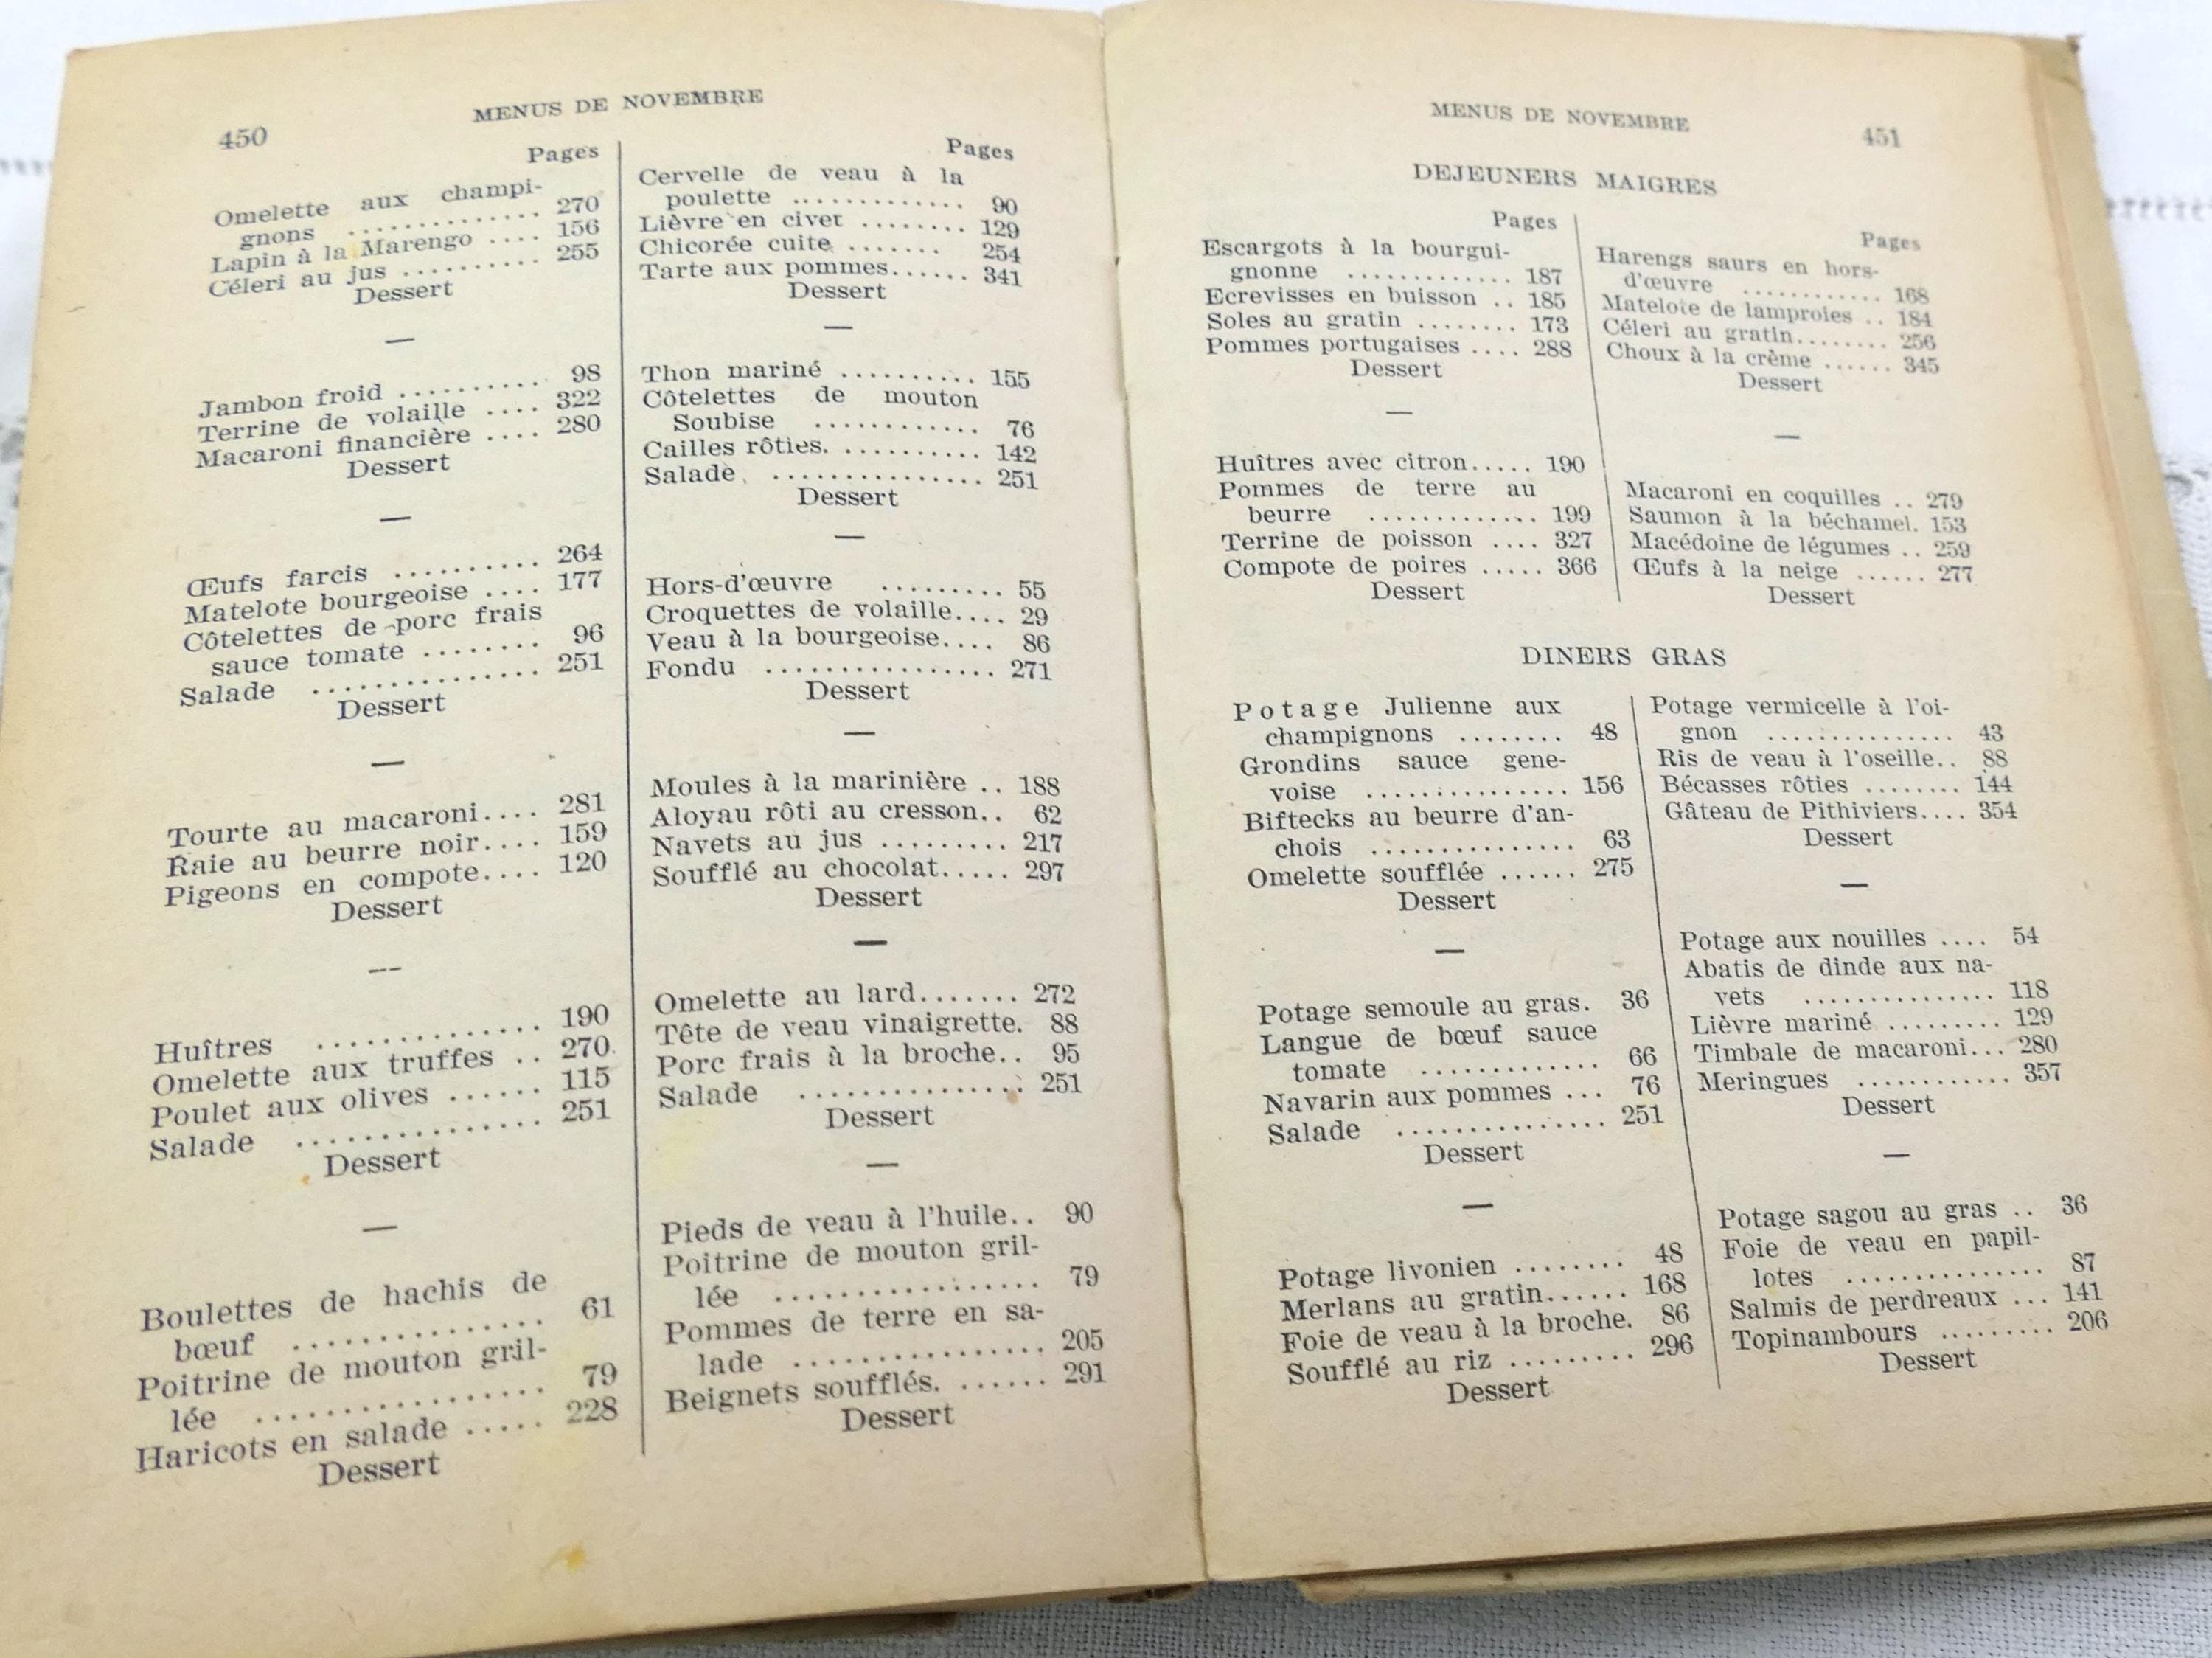 450
MENUS DE NOVEMBRE
Pages
Omelette aux champi-
gnons ............ 270
Lapin à la Marengo .... 156
Céleri au jus .......... 255
Dessert
—
Jambon froid .......... 98
Terrine de volaille .... 322
Macaroni financière .... 280
Dessert
—
Œufs farcis .......... 264
Matelote bourgeoise .... 177
Côtelettes de porc frais
sauce tomate ........ 96
Salade ............... 251
Dessert
—
Tourte au macaroni.... 281
Raie au beurre noir.... 159
Pigeons en compote.... 120
Dessert
—
Huîtres ............. 190
Omelette aux truffes .. 270
Poulet aux olives ...... 115
Salade ............... 251
Dessert
—
Boulettes de hachis de
bœuf ............... 61
Poitrine de mouton gril-
lée ................. 79
Haricots en salade ..... 228
Dessert
Pages
Cervelle de veau à la
poulette ............. 90
Lièvre en civet ........ 129
Chicorée cuite ....... 254
Tarte aux pommes...... 341
Dessert
—
Thon mariné .......... 155
Côtelettes de mouton
Soubise ............ 76
Cailles rôties. .......... 142
Salade ............... 251
Dessert
—
Hors-d'œuvre ......... 55
Croquettes de volaille.... 29
Veau à la bourgeoise.... 86
Fondu ................ 271
Dessert
—
Moules à la marinière .. 188
Aloyau rôti au cresson.. 62
Navets au jus ......... 217
Soufflé au chocolat..... 297
Dessert
—
Omelette au lard....... 272
Tête de veau vinaigrette. 88
Porc frais à la broche.. 95
Salade ............... 251
Dessert
—
Pieds de veau à l'huile.. 90
Poitrine de mouton gril-
lée ................. 79
Pommes de terre en sa-
lade ................ 205
Beignets soufflés. ...... 291
Dessert
MENUS DE NOVEMBRE
451
DEJEUNERS MAIGRES
Pages
Escargots à la bourgui-
gnonne ............. 187
Ecrevisses en buisson .. 185
Soles au gratin ........ 173
Pommes portugaises .... 288
Dessert
—
Huîtres avec citron..... 190
Pommes de terre au
beurre ............. 199
Terrine de poisson .... 327
Compote de poires ..... 366
Dessert
Pages
Harengs saurs en hors-
d'œuvre ............ 168
Matelote de lamproies .. 184
Céleri au gratin........ 256
Choux à la crème ...... 345
Dessert
—
Macaroni en coquilles .. 279
Saumon à la béchamel. 153
Macédoine de légumes .. 259
Œufs à la neige ...... 277
Dessert
DINERS GRAS
Potage Julienne aux
champignons ........ 48
Grondins sauce gene-
voise ............... 156
Biftecks au beurre d'an-
chois ............... 63
Omelette soufflée ...... 275
Dessert
—
Potage semoule au gras. 36
Langue de bœuf sauce
tomate ............. 66
Navarin aux pommes ... 76
Salade ............... 251
Dessert
—
Potage livonien ........ 48
Merlans au gratin...... 168
Foie de veau à la broche. 86
Soufflé au riz ......... 296
Dessert
Potage vermicelle à l'oi-
gnon ............... 43
Ris de veau à l'oseille.. 88
Bécasses rôties ........ 144
Gâteau de Pithiviers.... 354
Dessert
—
Potage aux nouilles .... 54
Abatis de dinde aux na-
vets ............... 118
Lièvre mariné ......... 129
Timbale de macaroni... 280
Meringues ............ 357
Dessert
—
Potage sagou au gras .. 36
Foie de veau en papil-
lotes ............... 87
Salmis de perdreaux ... 141
Topinambours ......... 206
Dessert